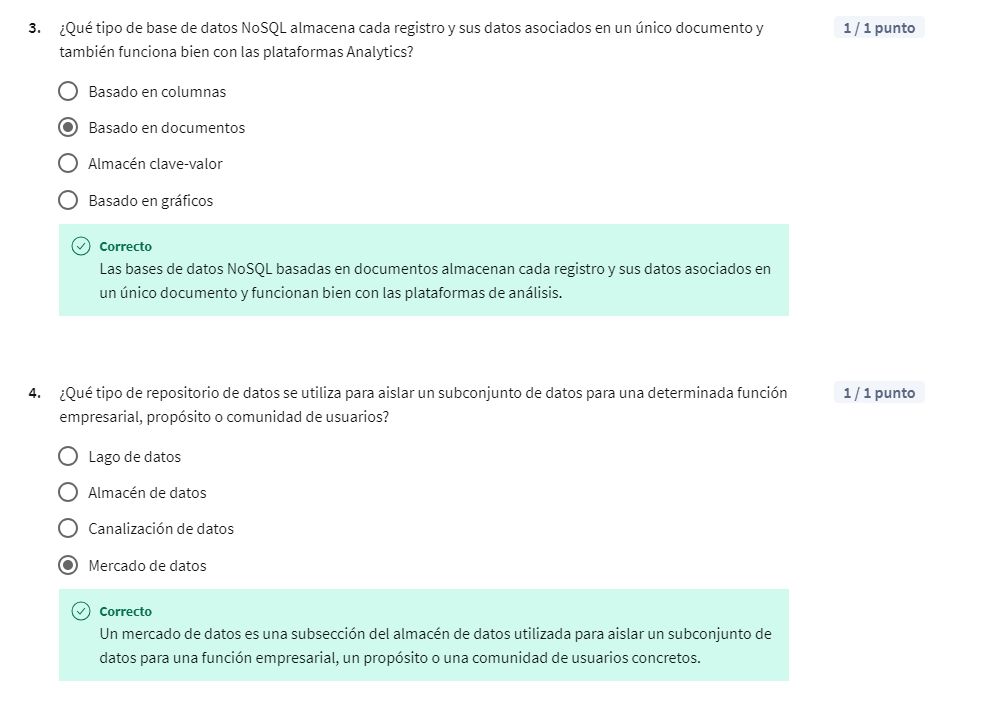 3. ¿Qué tipo de base de datos NoSQL almacena cada registro y sus datos asociados en un único documento y
1 / 1 punto
también funciona bien con las plataformas Analytics?
Basado en columnas
Basado en documentos
Almacén clave-valor
Basado en gráficos
Correcto
Las bases de datos NoSQL basadas en documentos almacenan cada registro y sus datos asociados en
un único documento y funcionan bien con las plataformas de análisis.
4. ¿Qué tipo de repositorio de datos se utiliza para aislar un subconjunto de datos para una determinada función
1 / 1 punto
empresarial, propósito o comunidad de usuarios?
Lago de datos
Almacén de datos
Canalización de datos
Mercado de datos
Correcto
Un mercado de datos es una subsección del almacén de datos utilizada para aislar un subconjunto de
datos para una función empresarial, un propósito o una comunidad de usuarios concretos.